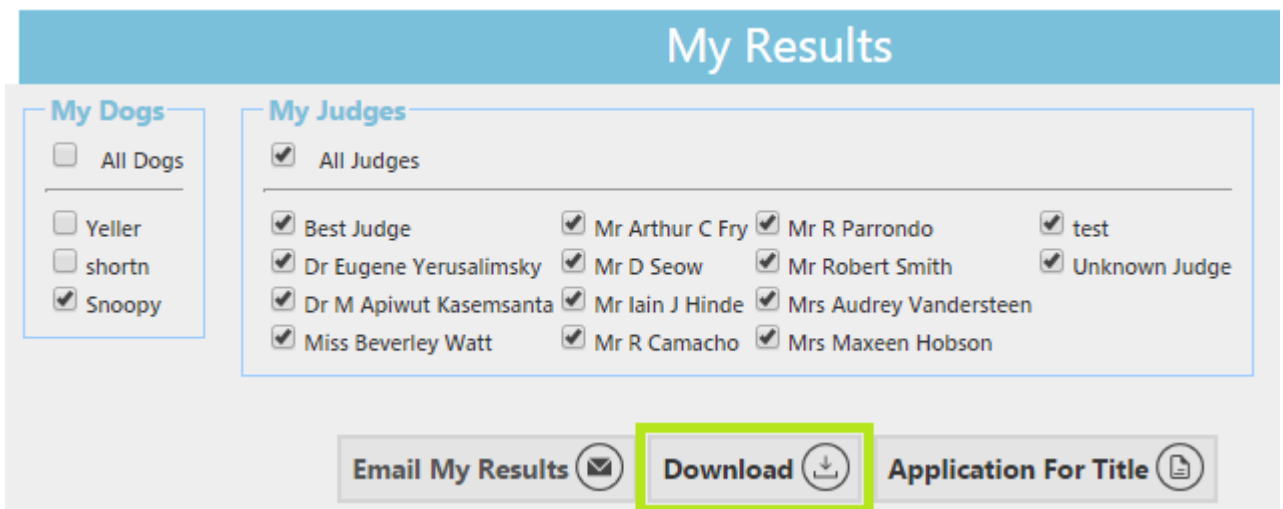 My Results
My Dogs
All Dogs
Yeller
shortn
Snoopy
My Judges
All Judges
Best Judge Mr Arthur C Fry Mr R Parrondo test
Dr Eugene Yerusalimsky Mr D Seow Mr Robert Smith Unknown Judge
Dr M Apiwut Kasemsanta Mr Iain J Hinde Mrs Audrey Vandersteen
Miss Beverley Watt Mr R Camacho Mrs Maxeen Hobson
Email My Results Download Application For Title